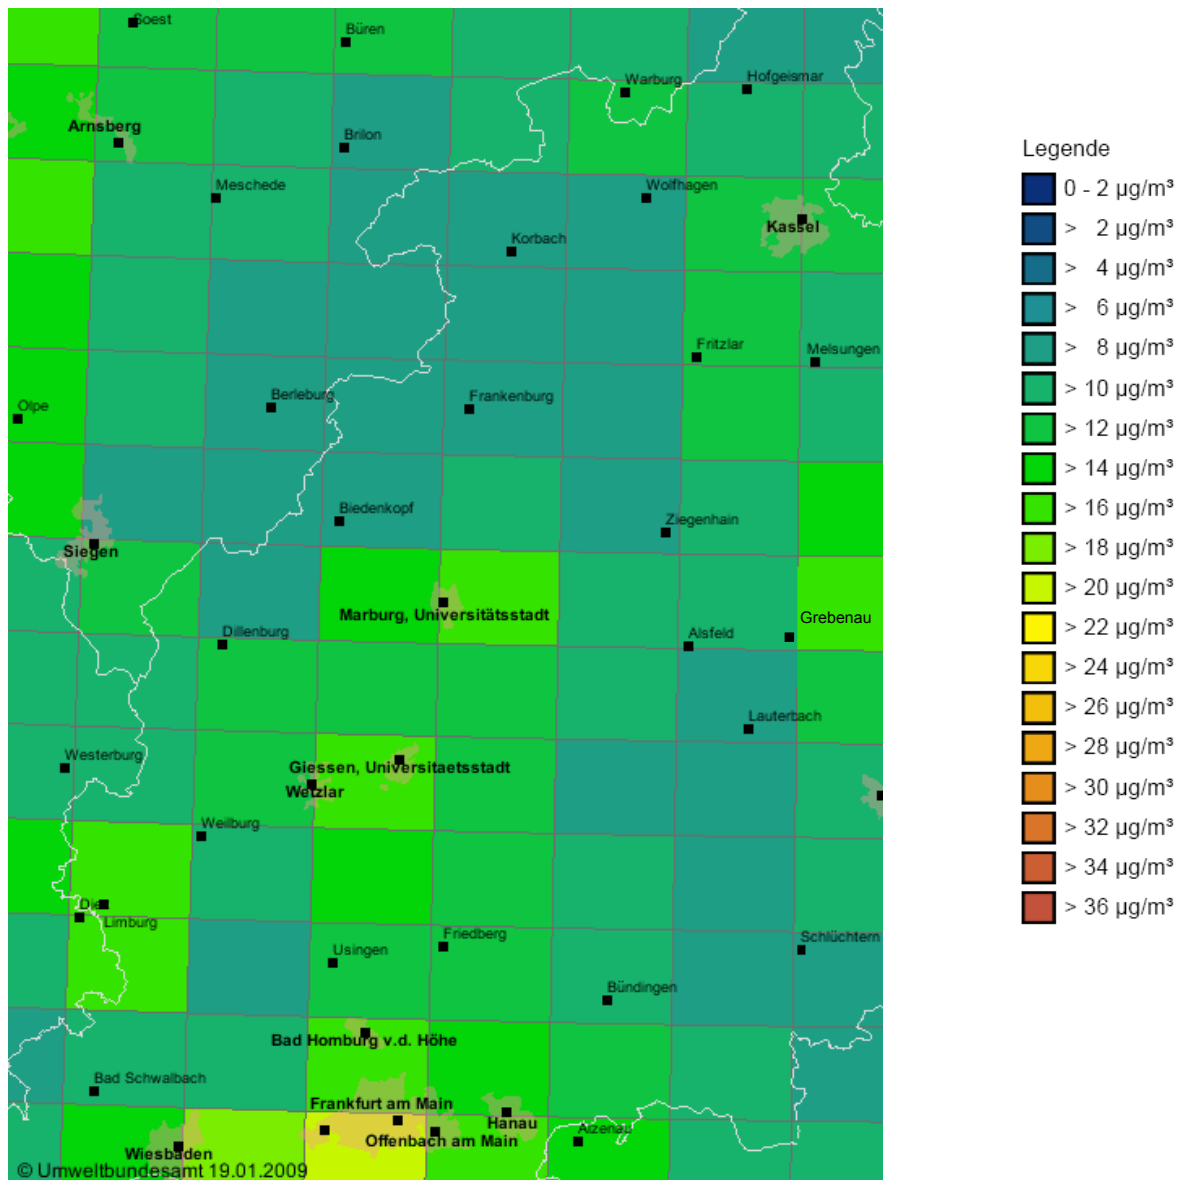 Soest
Büren
Warburg
Hofgeismar
Arnsberg
Brilon
Meschede
Wolfhagen
Kassel
Korbach
Fritzlar
Melsungen
Berleburg
Frankenburg
Olpe
Biedenkopf
Ziegenhain
Siegen
Marburg, Universitätsstadt
Grebenau
Dillenburg
Alsfeld
Lauterbach
Westerburg
Giessen, Universitaetsstadt
Wetzlar
Weilburg
Die
Limburg
Friedberg
Schlüchtern
Usingen
Bündingen
Bad Homburg v.d. Höhe
Bad Schwalbach
Frankfurt am Main
Hanau
Alzenau
Offenbach am Main
Wiesbaden
© Umweltbundesamt 19.01.2009
Legende
0 - 2 µg/m³
> 2 µg/m³
> 4 µg/m³
> 6 µg/m³
> 8 µg/m³
> 10 µg/m³
> 12 µg/m³
> 14 µg/m³
> 16 µg/m³
> 18 µg/m³
> 20 µg/m³
> 22 µg/m³
> 24 µg/m³
> 26 µg/m³
> 28 µg/m³
> 30 µg/m³
> 32 µg/m³
> 34 µg/m³
> 36 µg/m³